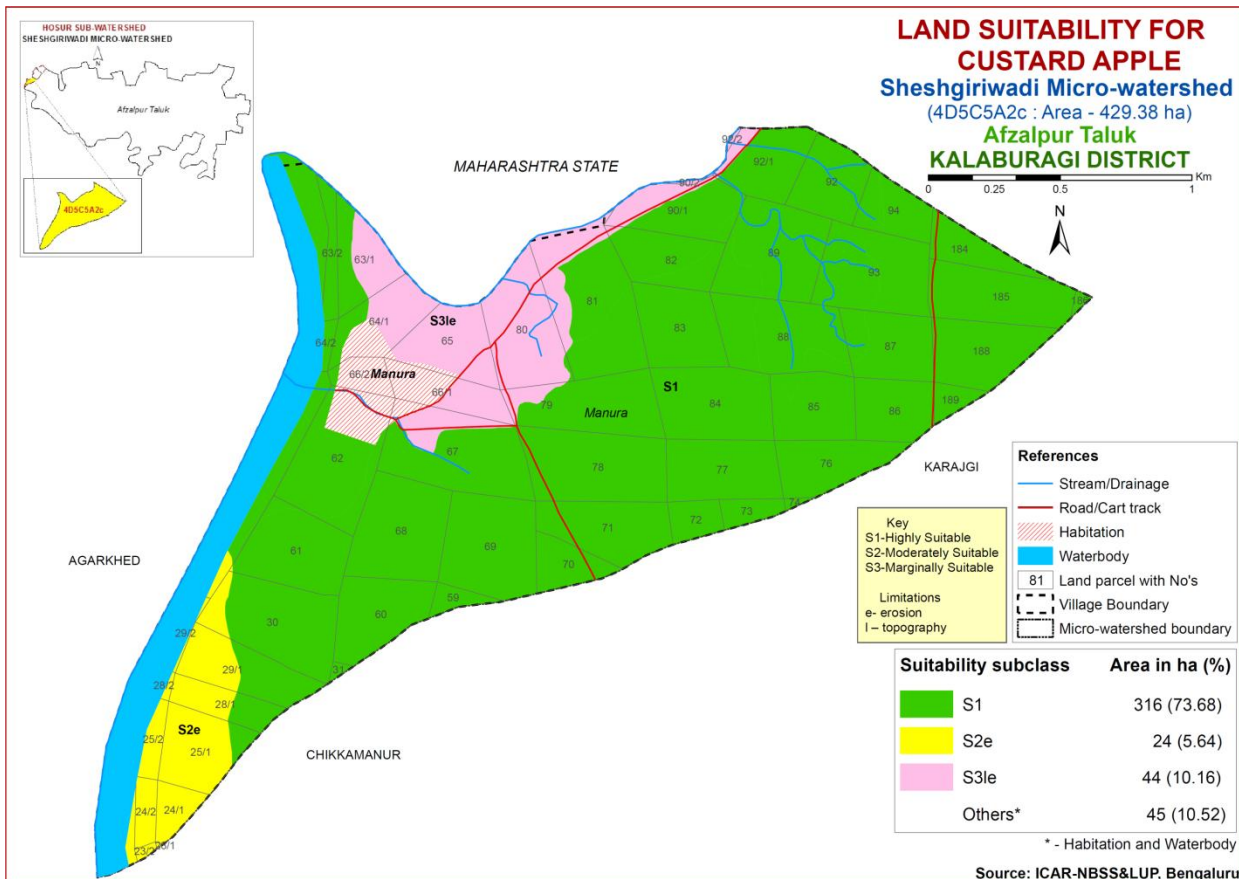 HOSUR SUB-WATERSHED
SHESHGIRIWADI MICRO-WATERSHED
N
Afzalpur Taluk
4D5C5A2c
LAND SUITABILITY FOR
CUSTARD APPLE
Sheshgiriwadi Micro-watershed
(4D5C5A2c : Area - 429.38 ha)
Afzalpur Taluk
KALABURAGI DISTRICT
Km
0 0.25 0.5 1
N
MAHARASHTRA STATE
92/2
92/1
92
90/2
90/1
94
184
63/2
63/1
82
89
93
185
186
81
64/1
S3le
80
83
64/2
65
88
87
188
66/2
Manura
66/1
S1
79
Manura
84
85
86
189
62
67
78
77
76
KARAJGI
74
73
72
71
68
69
70
AGARKHED
61
59
60
30
31
29/2
29/1
28/2
28/1
S2e
25/2
25/1
CHIKKAMANUR
24/2
24/1
23/2
Key
S1-Highly Suitable
S2-Moderately Suitable
S3-Marginally Suitable
Limitations
e- erosion
l – topography
References
Stream/Drainage
Road/Cart track
Habitation
Waterbody
81 Land parcel with No's
Village Boundary
Micro-watershed boundary
Suitability subclass Area in ha (%)
S1 316 (73.68)
S2e 24 (5.64)
S3le 44 (10.16)
Others* 45 (10.52)
* - Habitation and Waterbody
Source: ICAR-NBSS&LUP, Bengaluru